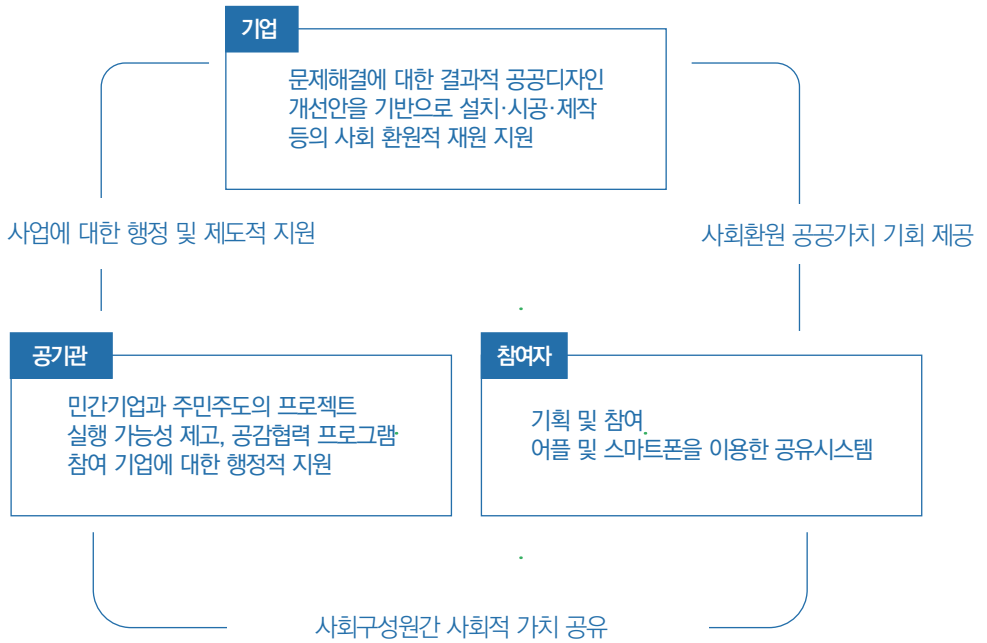 기업
문제해결에 대한 결과적 공공디자인
개선안을 기반으로 설치·시공·제작
등의 사회 환원적 재원 지원
사업에 대한 행정 및 제도적 지원
사회환원 공공가치 기회 제공
공기관
민간기업과 주민주도의 프로젝트
실행 가능성 제고, 공감협력 프로그램
참여 기업에 대한 행정적 지원
참여자
기획 및 참여
어플 및 스마트폰을 이용한 공유시스템
사회구성원간 사회적 가치 공유